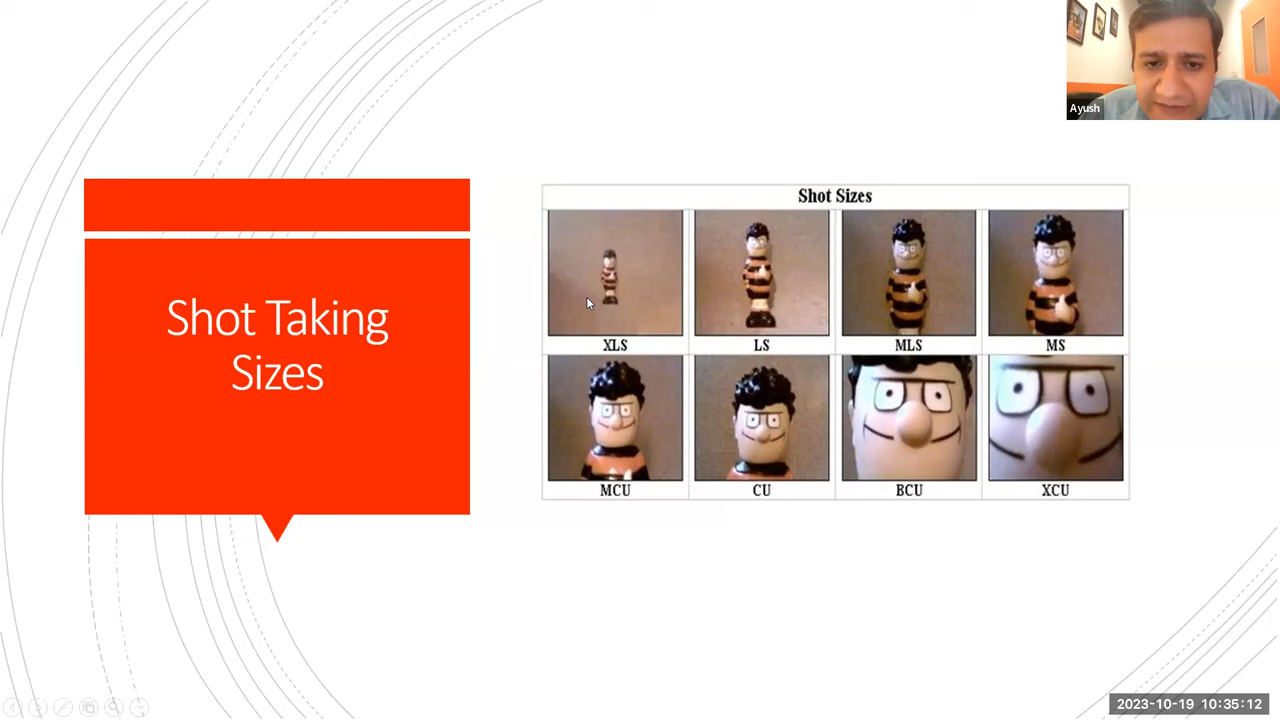 Ayush
Shot Taking
Sizes
Shot Sizes
XLS LS MLS MS
MCU CU BCU XCU
2023-10-19 10:35:12